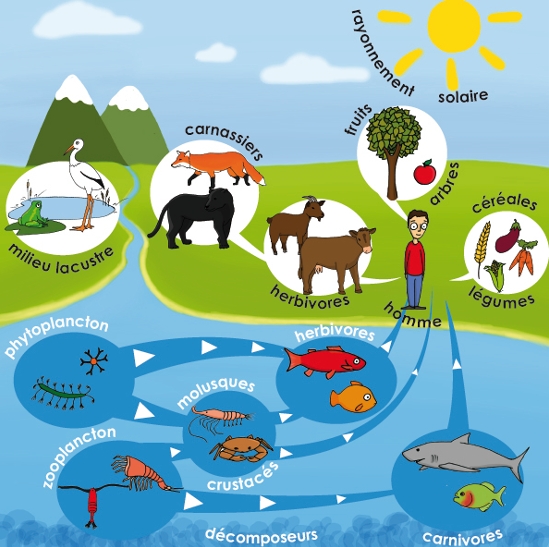 rayonnement
solaire
carnassiers
fruits
arbres
céréales
légumes
milieu lacustre
herbivores
homme
phytoplancton
herbivores
molusques
zooplancton
crustacés
décomposeurs
carnivores